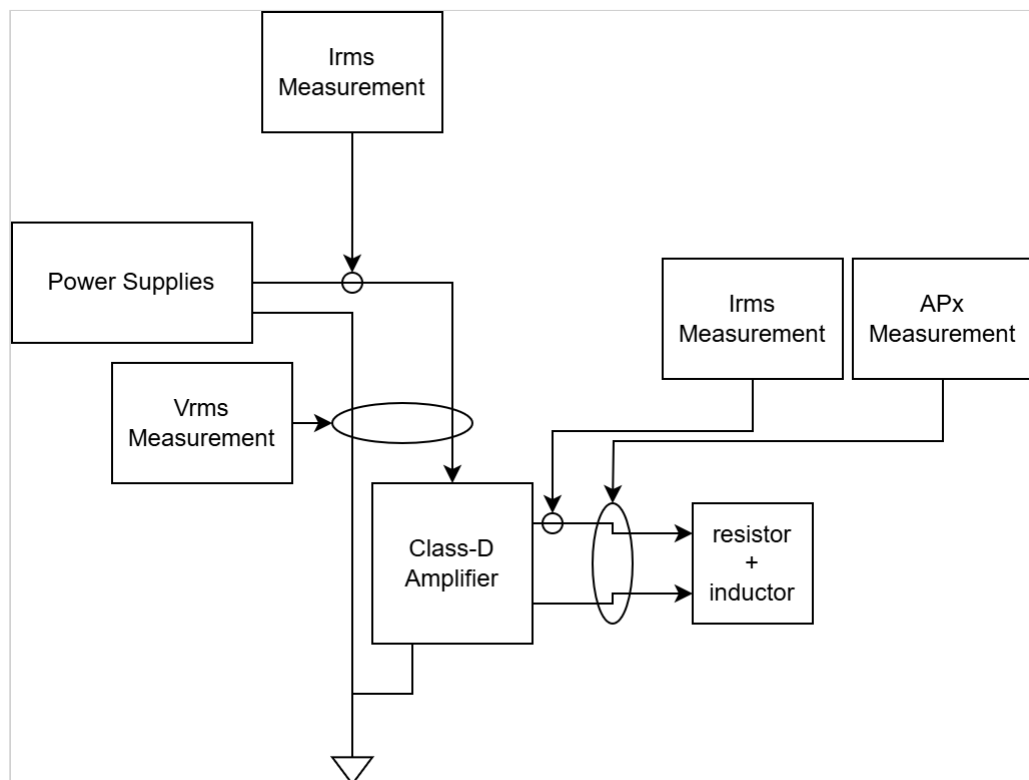 Irms
Measurement
Power Supplies
Vrms
Measurement
Irms
Measurement
APx
Measurement
Class-D
Amplifier
resistor
+
inductor